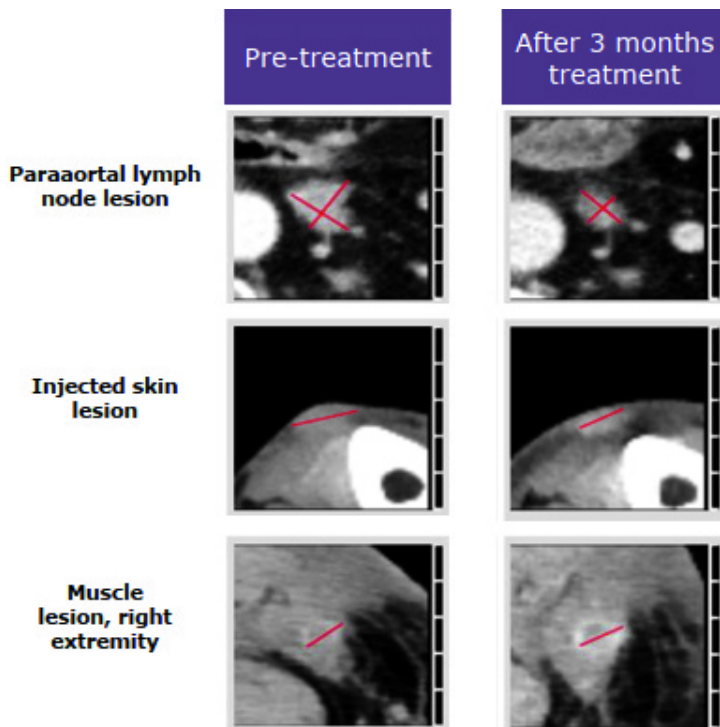 Pre-treatment
After 3 months
treatment
Paraaortal lymph
node lesion
Injected skin
lesion
Muscle
lesion, right
extremity